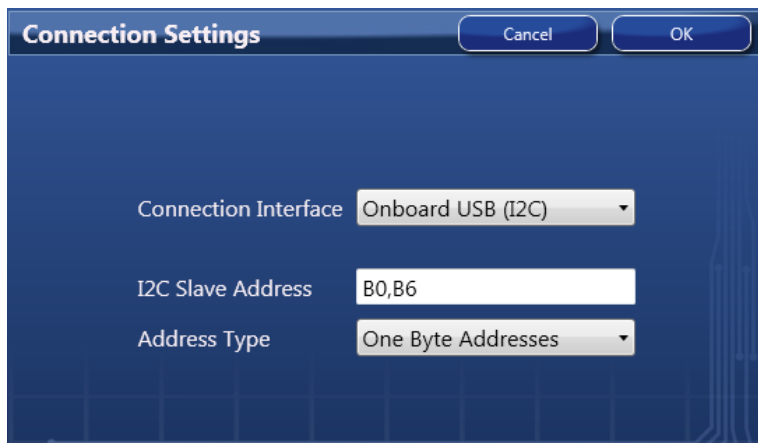 Connection Settings
Cancel
OK
Connection Interface
Onboard USB (I2C)
I2C Slave Address
B0,B6
Address Type
One Byte Addresses